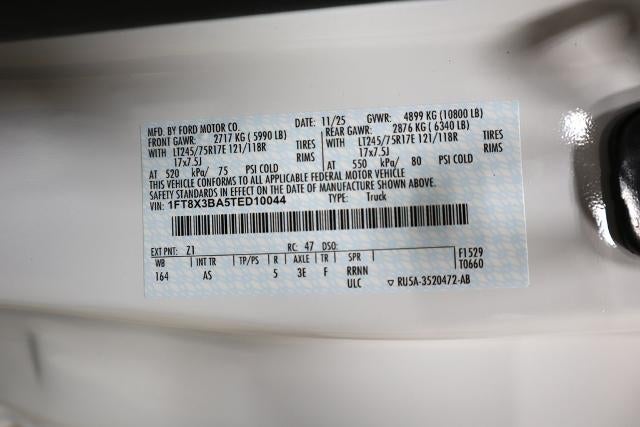 MFD. BY FORD MOTOR CO. DATE: 11/25 GVWR: 4899 KG (10800 LB)
FRONT GAWR: 2717 KG (5990 LB) REAR GAWR: 2876 KG (6340 LB)
WITH LT245/75R17E 121/118R TIRES WITH LT245/75R17E 121/118R TIRES
17x7.5J RIMS 17x7.5J RIMS
AT 520 kPa/ 75 PSI COLD AT 550 kPa/ 80 PSI COLD
THIS VEHICLE CONFORMS TO ALL APPLICABLE FEDERAL MOTOR VEHICLE
SAFETY STANDARDS IN EFFECT ON THE DATE OF MANUFACTURE SHOWN ABOVE.
VIN: 1FT8X3BA5TED10044 TYPE: Truck
EXT PNT: Z1 RC: 47 DSO: F1529
WB INT TR TP/PS R AXLE TR SPR T0660
164 AS 5 3E F RRNN
ULC ▽ RU5A-3520472-AB